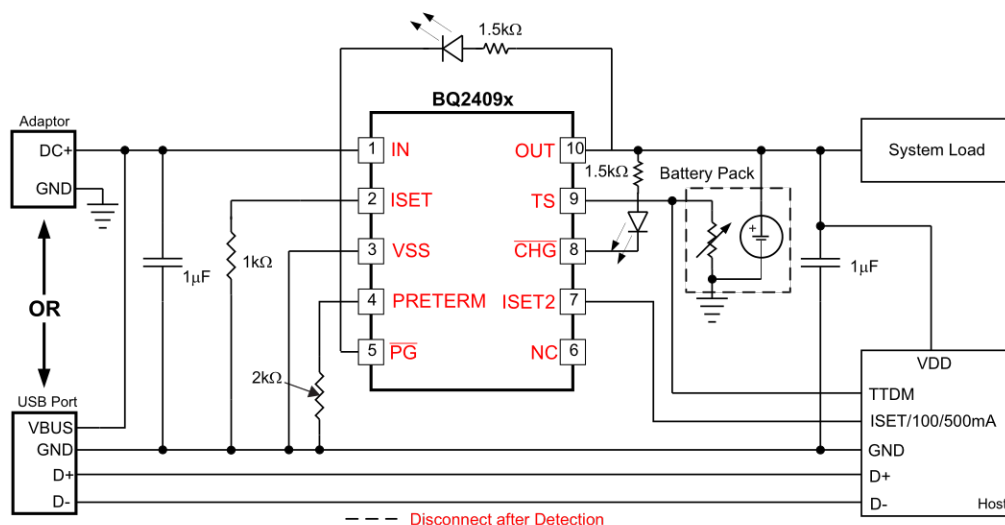 1.5kΩ
BQ2409x
Adaptor
DC+
GND
OR
USB Port
VBUS
GND
D+
D-
1μF
1kΩ
2kΩ
1 IN
2 ISET
3 VSS
4 PRETERM
5 PG
OUT 10
TS 9
CHG 8
ISET2 7
NC 6
1.5kΩ
Battery Pack
+
1μF
System Load
VDD
TTDM
ISET/100/500mA
GND
D+
D-
Host
Disconnect after Detection